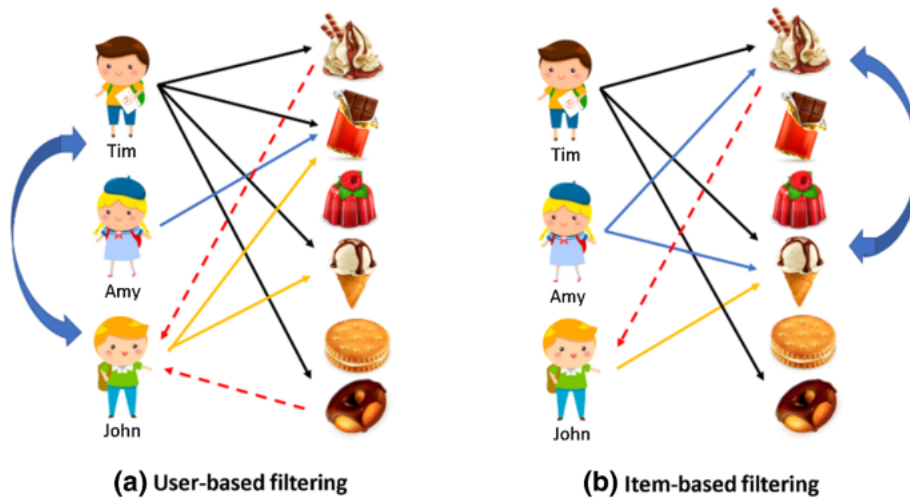 Tim
Amy
John
(a) User-based filtering
Tim
Amy
John
(b) Item-based filtering